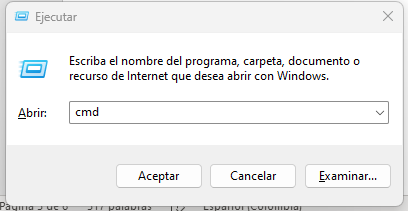 Ejecutar
Escriba el nombre del programa, carpeta, documento o
recurso de Internet que desea abrir con Windows.
Abrir: cmd
Aceptar Cancelar Examinar...
Página 5 de 6 517 palabras Español (Colombia)